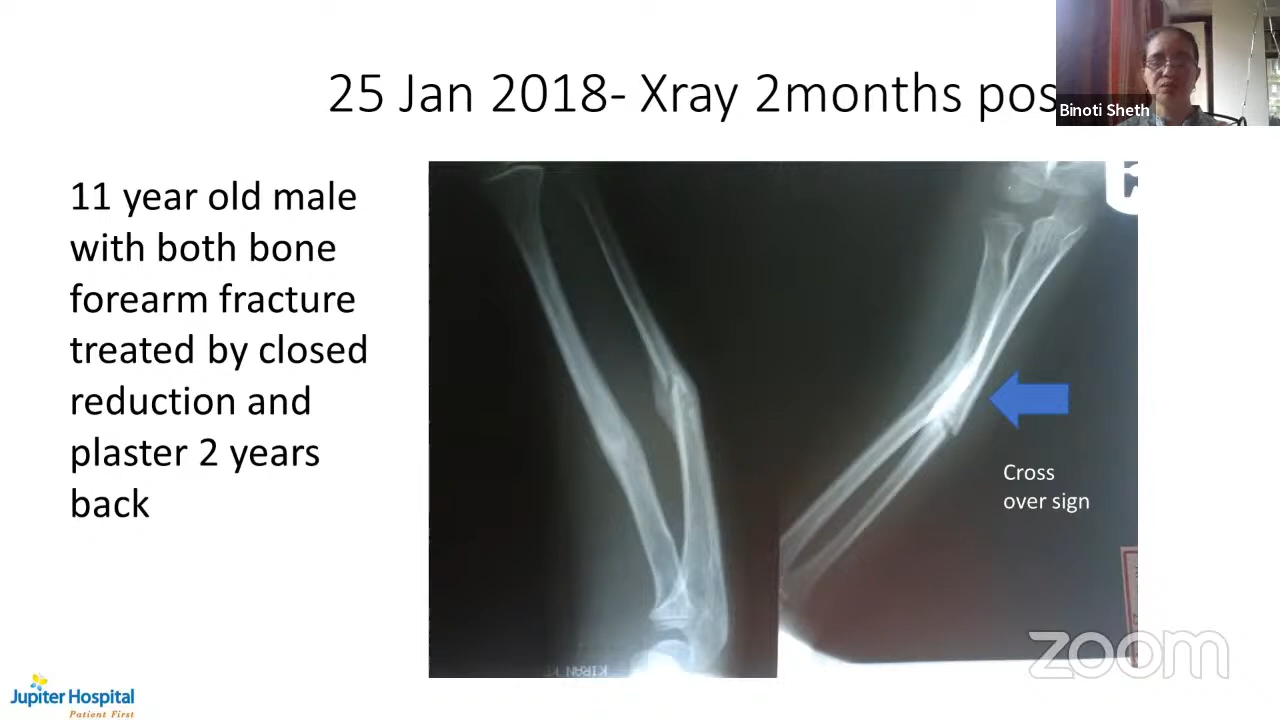 25 Jan 2018- Xray 2months pos
Binoti Sheth
11 year old male
with both bone
forearm fracture
treated by closed
reduction and
plaster 2 years
back
Cross
over sign
KIRAN
zoom
Jupiter Hospital
Patient First